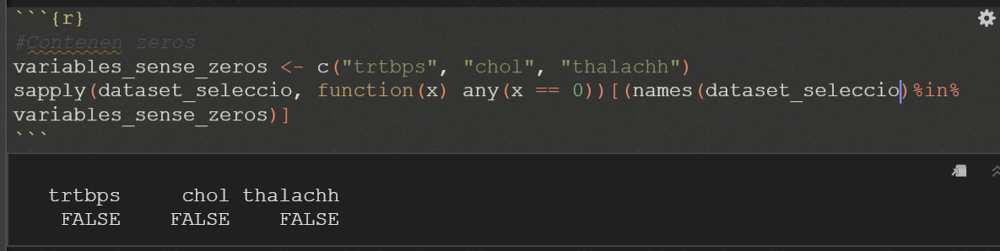 ```{r}
#Contenen zeros
variables_sense_zeros <- c("trtbps", "chol", "thalachh")
sapply(dataset_seleccio, function(x) any(x == 0))[(names(dataset_seleccio)%in%
variables_sense_zeros)]
```
trtbps chol thalachh
FALSE FALSE FALSE